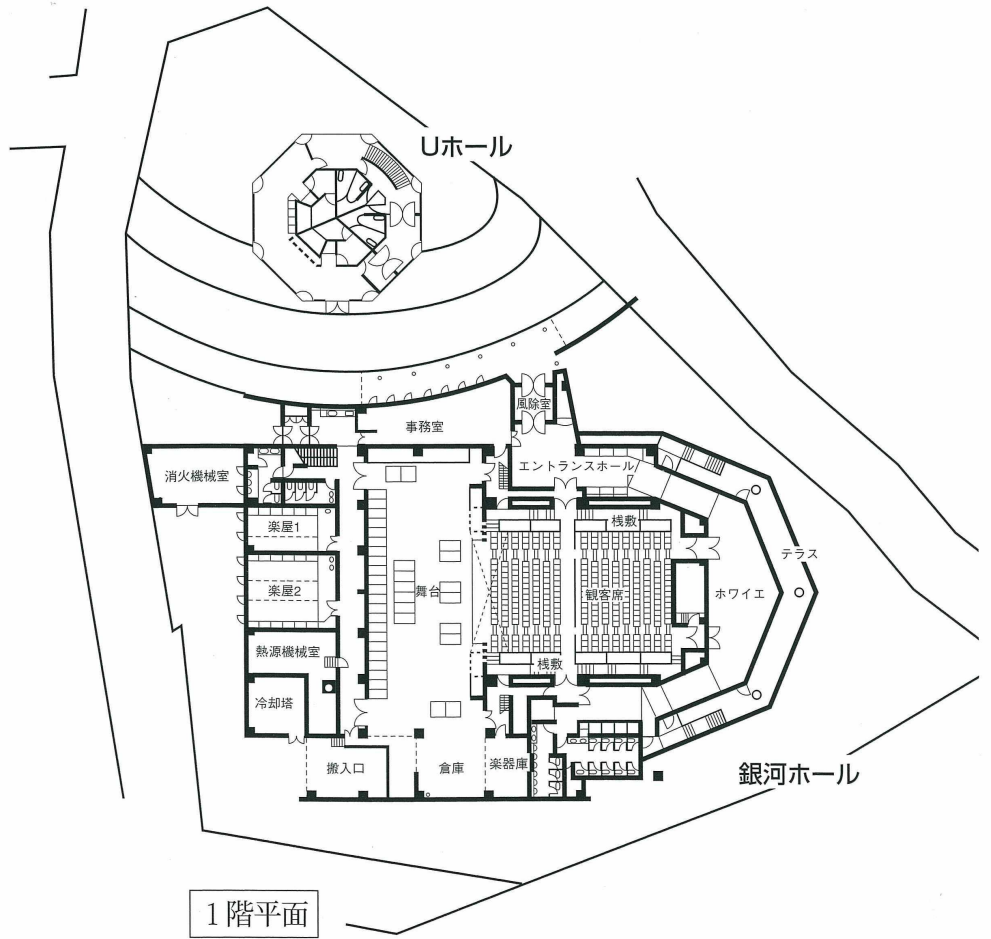 Uホール
風除室
事務室
エントランスホール
消火機械室
桟敷
楽屋1
テラス
楽屋2
舞台
観客席
ホワイエ
熱源機械室
桟敷
冷却塔
搬入口
倉庫
楽器庫
銀河ホール
1階平面